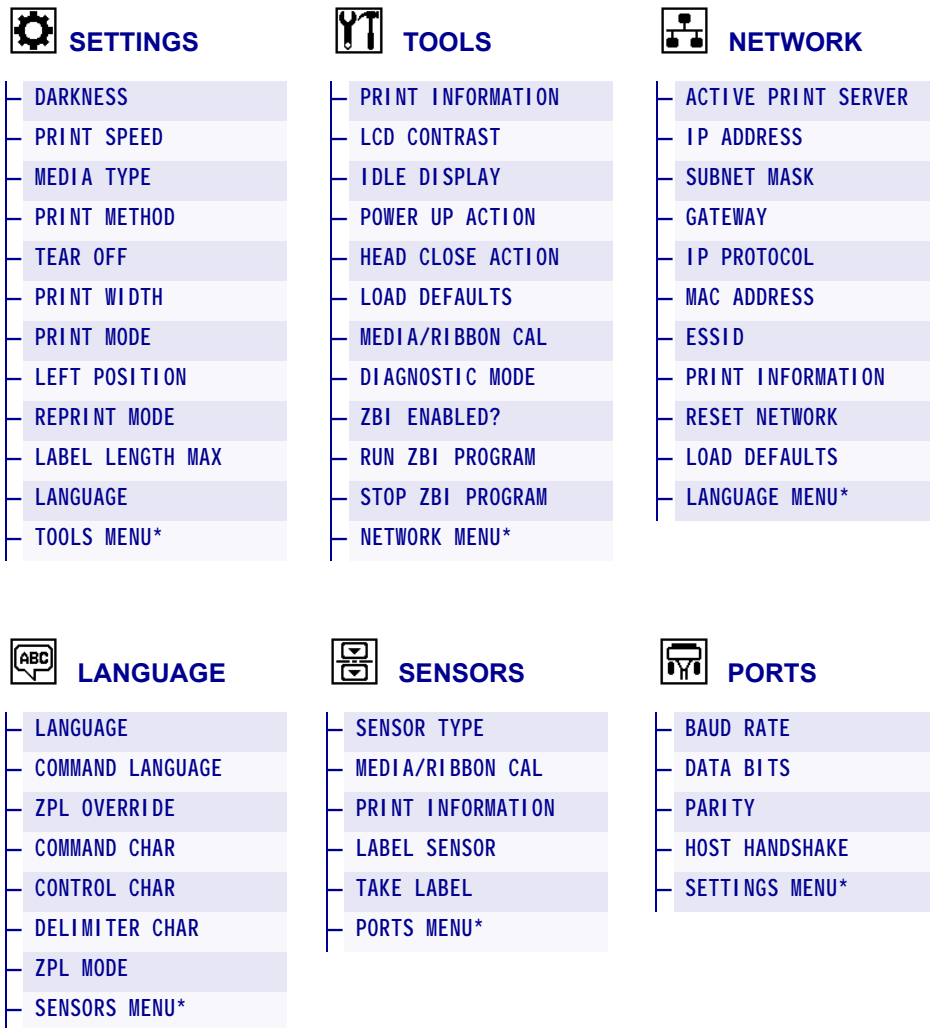 SETTINGS
DARKNESS
PRINT SPEED
MEDIA TYPE
PRINT METHOD
TEAR OFF
PRINT WIDTH
PRINT MODE
LEFT POSITION
REPRINT MODE
LABEL LENGTH MAX
LANGUAGE
TOOLS MENU*
TOOLS
PRINT INFORMATION
LCD CONTRAST
IDLE DISPLAY
POWER UP ACTION
HEAD CLOSE ACTION
LOAD DEFAULTS
MEDIA/RIBBON CAL
DIAGNOSTIC MODE
ZBI ENABLED?
RUN ZBI PROGRAM
STOP ZBI PROGRAM
NETWORK MENU*
NETWORK
ACTIVE PRINT SERVER
IP ADDRESS
SUBNET MASK
GATEWAY
IP PROTOCOL
MAC ADDRESS
ESSID
PRINT INFORMATION
RESET NETWORK
LOAD DEFAULTS
LANGUAGE MENU*
ABC
LANGUAGE
LANGUAGE
COMMAND LANGUAGE
ZPL OVERRIDE
COMMAND CHAR
CONTROL CHAR
DELIMITER CHAR
ZPL MODE
SENSORS MENU*
SENSORS
SENSOR TYPE
MEDIA/RIBBON CAL
PRINT INFORMATION
LABEL SENSOR
TAKE LABEL
PORTS MENU*
PORTS
BAUD RATE
DATA BITS
PARITY
HOST HANDSHAKE
SETTINGS MENU*